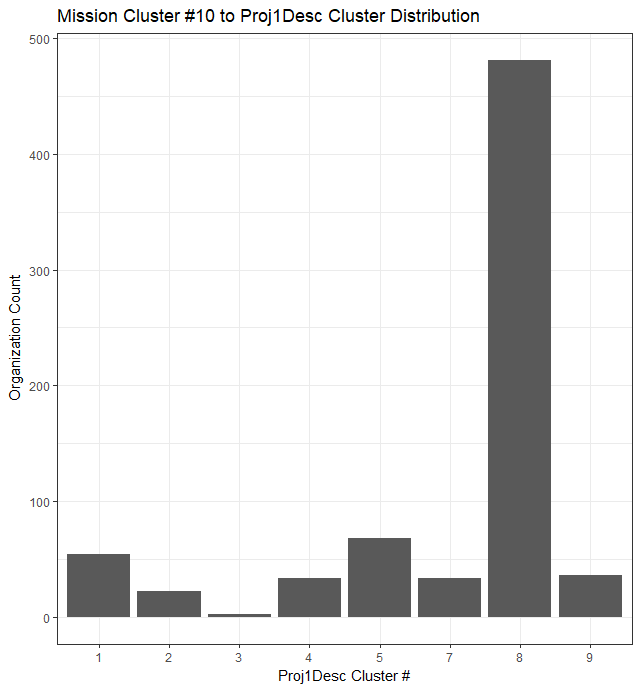 Mission Cluster #10 to Proj1Desc Cluster Distribution
500
400
300
200
100
0
Organization Count
1 2 3 4 5 7 8 9
Proj1Desc Cluster #